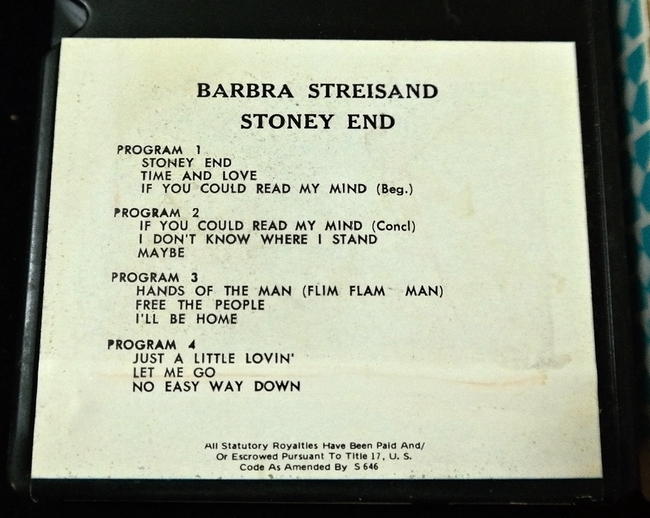 BARBRA STREISAND
STONEY END
PROGRAM 1
STONEY END
TIME AND LOVE
IF YOU COULD READ MY MIND (Beg.)
PROGRAM 2
IF YOU COULD READ MY MIND (Concl)
I DON'T KNOW WHERE I STAND
MAYBE
PROGRAM 3
HANDS OF THE MAN (FLIM FLAM MAN)
FREE THE PEOPLE
I'LL BE HOME
PROGRAM 4
JUST A LITTLE LOVIN'
LET ME GO
NO EASY WAY DOWN
All Statutory Royalties Have Been Paid And/
Or Escrowed Pursuant To Title 17, U. S.
Code As Amended By S 646